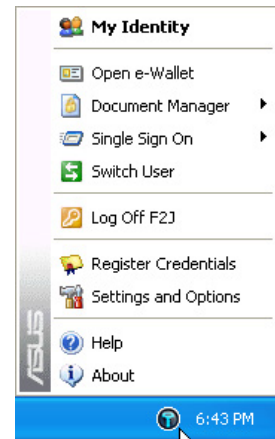 My Identity
Open e-Wallet
Document Manager
Single Sign On
Switch User
Log Off F2J
Register Credentials
Settings and Options
Help
About
ASUS
6:43 PM